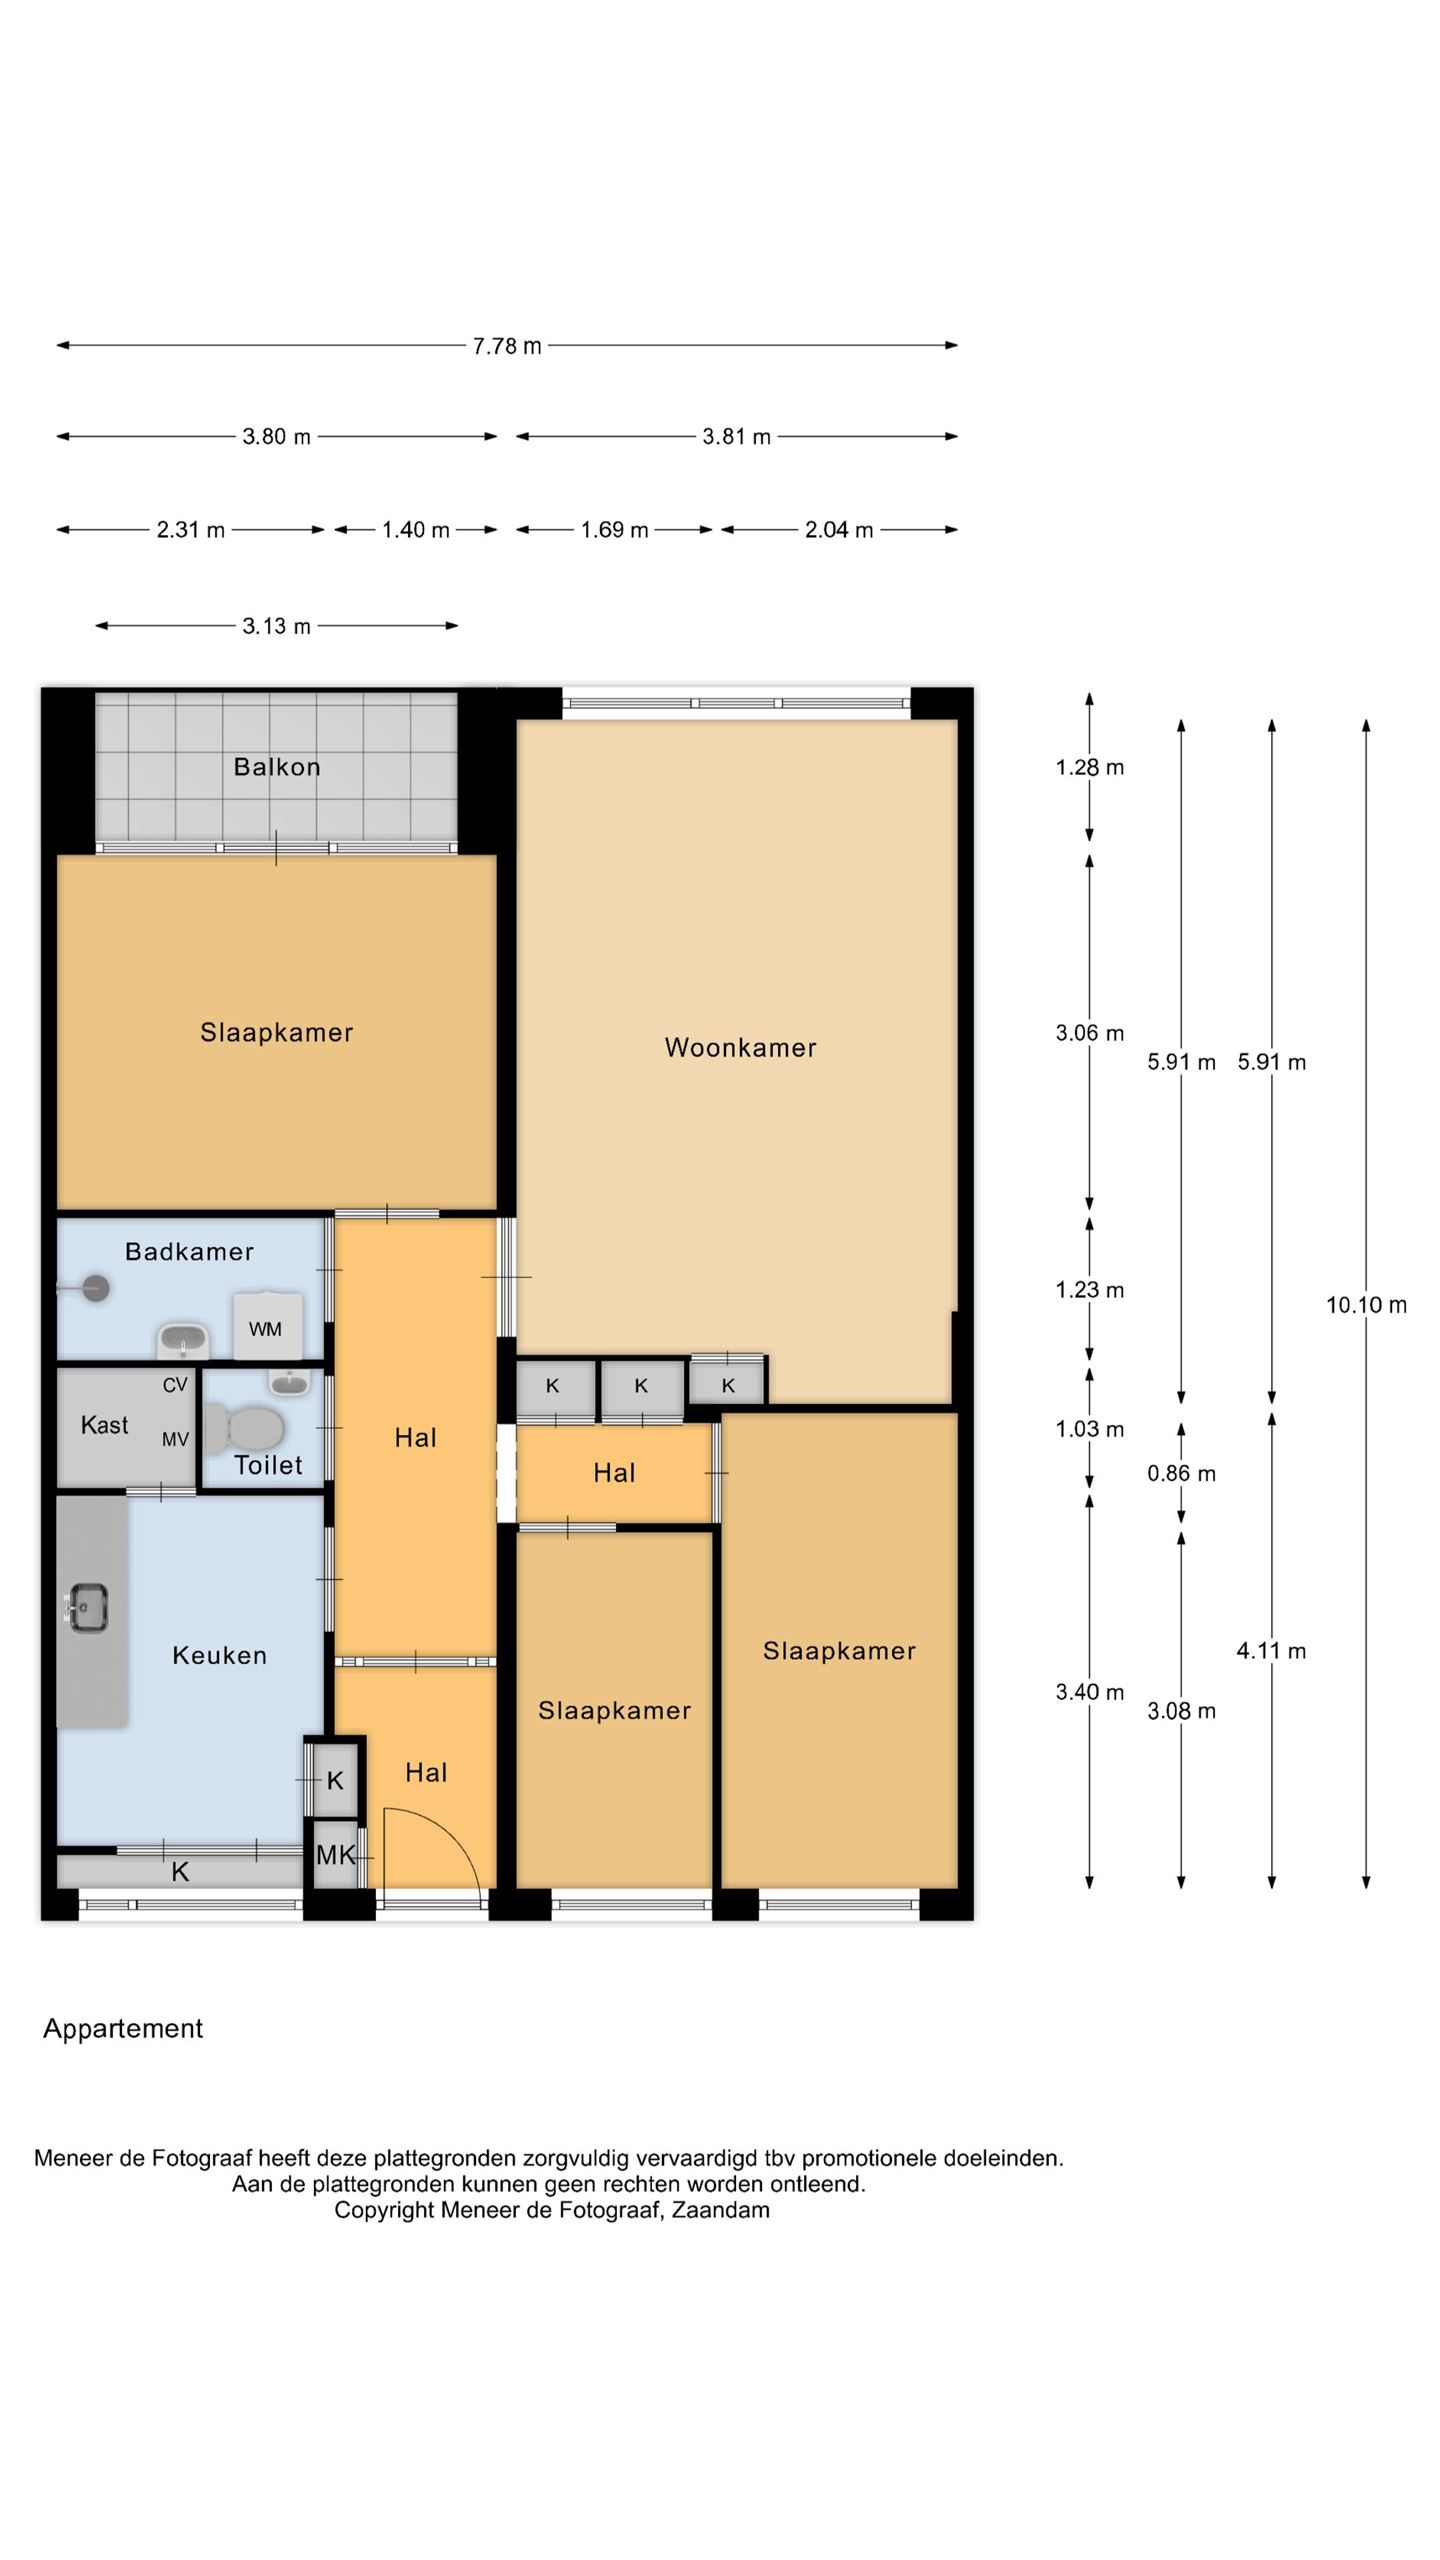 7.78 m
3.80 m
3.81 m
2.31 m
1.40 m
1.69 m
2.04 m
3.13 m
Balkon
1.28 m
Slaapkamer
Woonkamer
3.06 m
5.91 m
5.91 m
Badkamer
WM
1.23 m
10.10 m
CV
Kast
MV
Toilet
Hal
K
K
K
Hal
1.03 m
0.86 m
Keuken
Slaapkamer
Slaapkamer
4.11 m
3.40 m
3.08 m
Hal
K
MK
K
Appartement
Meneer de Fotograaf heeft deze plattegronden zorgvuldig vervaardigd tbv promotionele doeleinden.
Aan de plattegronden kunnen geen rechten worden ontleend.
Copyright Meneer de Fotograaf, Zaandam